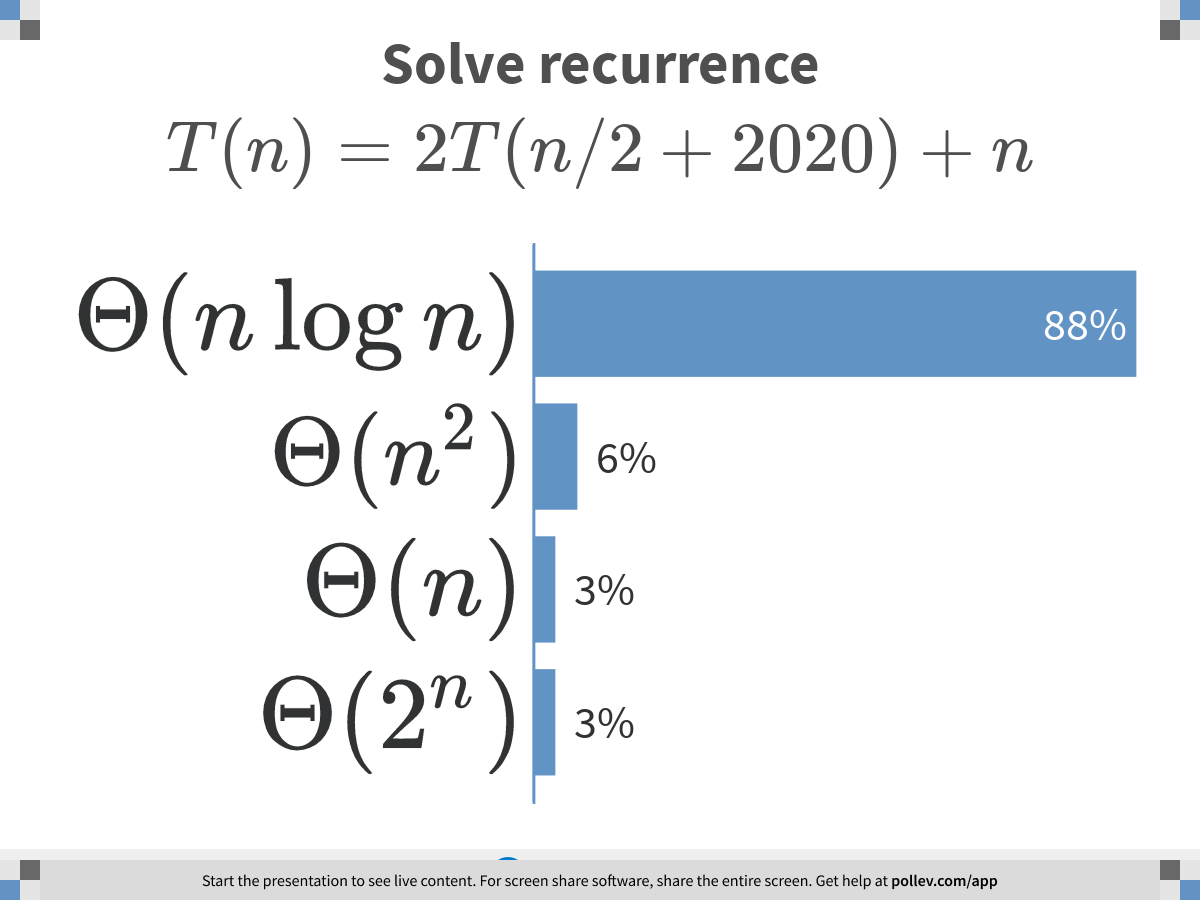 Solve recurrence
T(n) = 2T(n/2 + 2020) + n
Θ(n log n) 88%
Θ(n²) 6%
Θ(n) 3%
Θ(2ⁿ) 3%
Start the presentation to see live content. For screen share software, share the entire screen. Get help at pollev.com/app